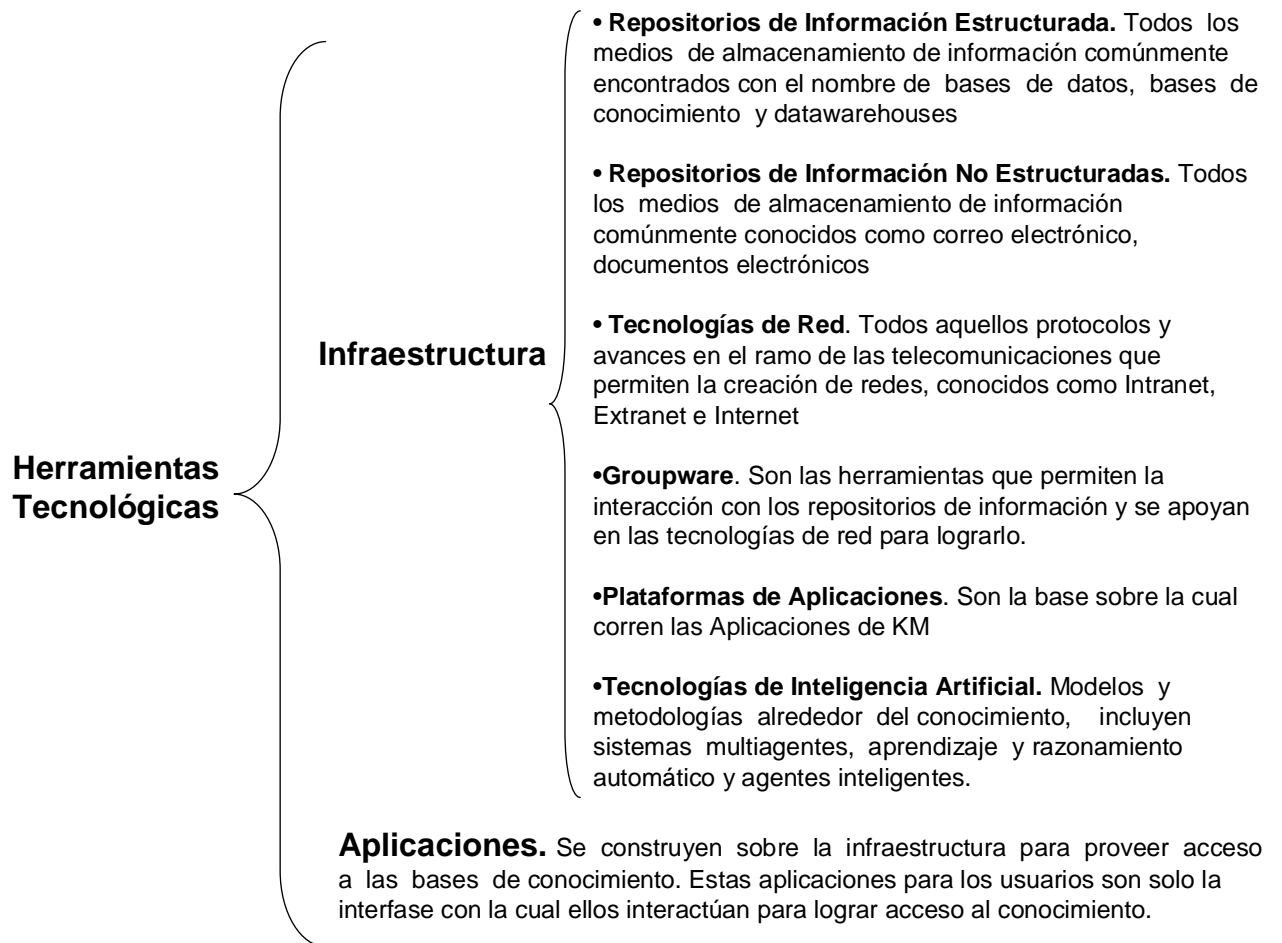 Herramientas
Tecnológicas
Infraestructura
• Repositorios de Información Estructurada. Todos los
medios de almacenamiento de información comúnmente
encontrados con el nombre de bases de datos, bases de
conocimiento y datawarehouses
• Repositorios de Información No Estructuradas. Todos
los medios de almacenamiento de información
comúnmente conocidos como correo electrónico,
documentos electrónicos
• Tecnologías de Red. Todos aquellos protocolos y
avances en el ramo de las telecomunicaciones que
permiten la creación de redes, conocidos como Intranet,
Extranet e Internet
•Groupware. Son las herramientas que permiten la
interacción con los repositorios de información y se apoyan
en las tecnologías de red para lograrlo.
•Plataformas de Aplicaciones. Son la base sobre la cual
corren las Aplicaciones de KM
•Tecnologías de Inteligencia Artificial. Modelos y
metodologías alrededor del conocimiento, incluyen
sistemas multiagentes, aprendizaje y razonamiento
automático y agentes inteligentes.
Aplicaciones. Se construyen sobre la infraestructura para proveer acceso
a las bases de conocimiento. Estas aplicaciones para los usuarios son solo la
interfase con la cual ellos interactúan para lograr acceso al conocimiento.